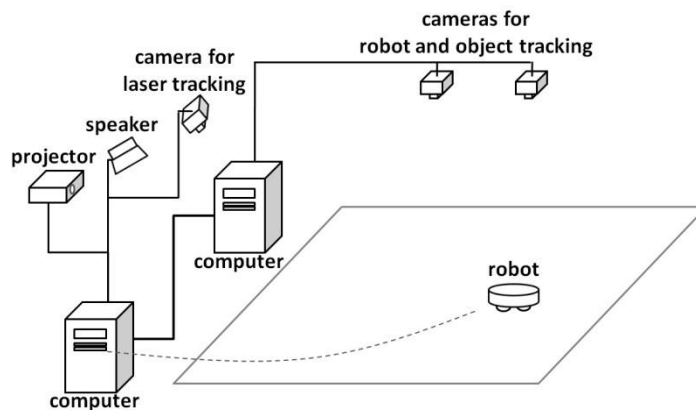 cameras for
robot and object tracking
camera for
laser tracking
speaker
projector
computer
robot
computer